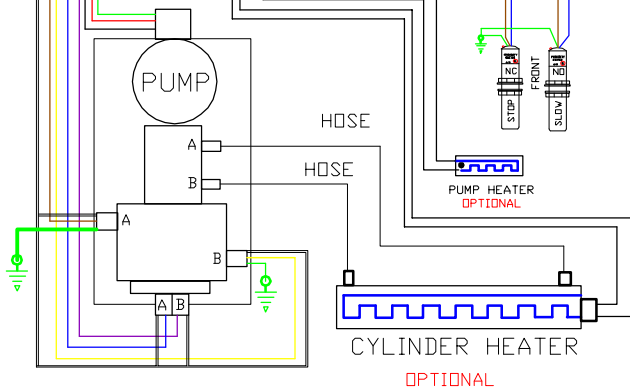 PUMP
NC
STOP
FRONT
NO
SLOW
HOSE
A
HOSE
B
PUMP HEATER
OPTIONAL
A
B
A B
CYLINDER HEATER
OPTIONAL